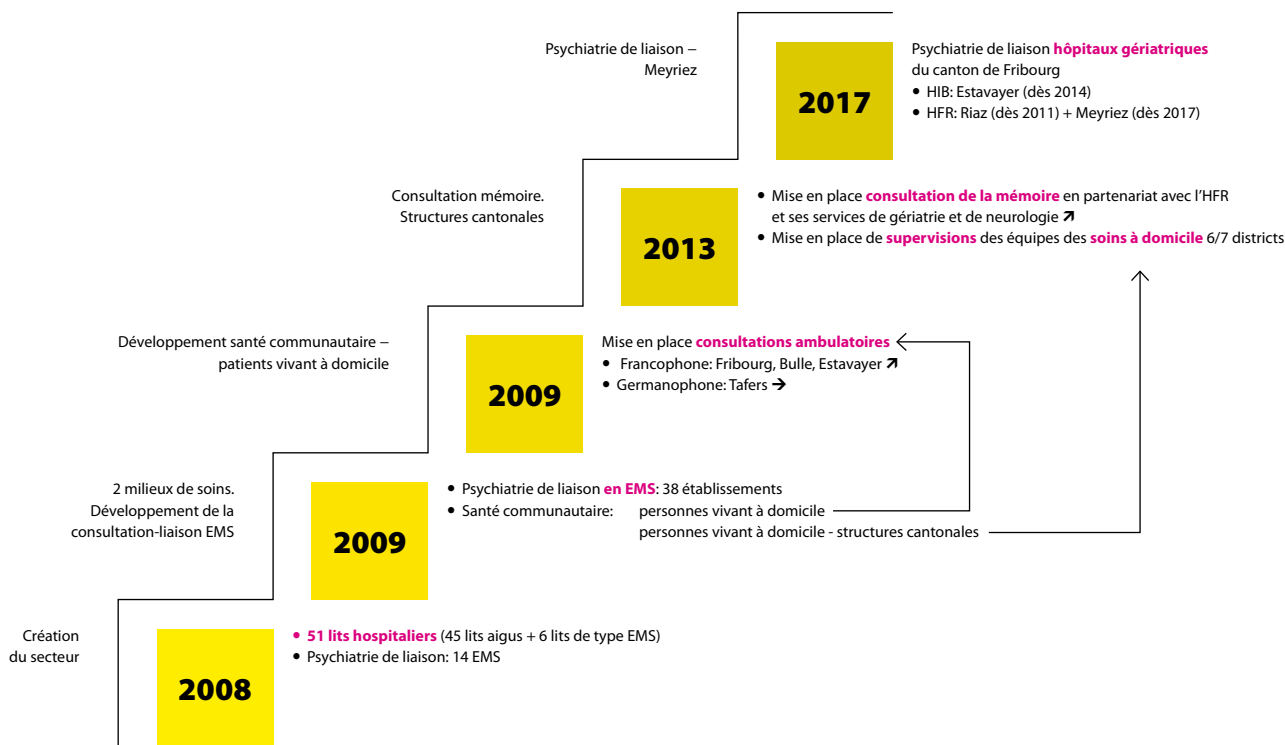 Psychiatrie de liaison –
Meyriez
2017
Psychiatrie de liaison hôpitaux gériatriques
du canton de Fribourg
• HIB: Estavayer (dès 2014)
• HFR: Riaz (dès 2011) + Meyriez (dès 2017)
Consultation mémoire.
Structures cantonales
2013
• Mise en place consultation de la mémoire en partenariat avec l’HFR
et ses services de gériatrie et de neurologie ↗
• Mise en place de supervisions des équipes des soins à domicile 6/7 districts
Développement santé communautaire –
patients vivant à domicile
2009
Mise en place consultations ambulatoires
• Francophone: Fribourg, Bulle, Estavayer ↗
• Germanophone: Tafers →
2 milieux de soins.
Développement de la
consultation-liaison EMS
2009
• Psychiatrie de liaison en EMS: 38 établissements
• Santé communautaire: personnes vivant à domicile
personnes vivant à domicile - structures cantonales
Création
du secteur
2008
• 51 lits hospitaliers (45 lits aigus + 6 lits de type EMS)
• Psychiatrie de liaison: 14 EMS